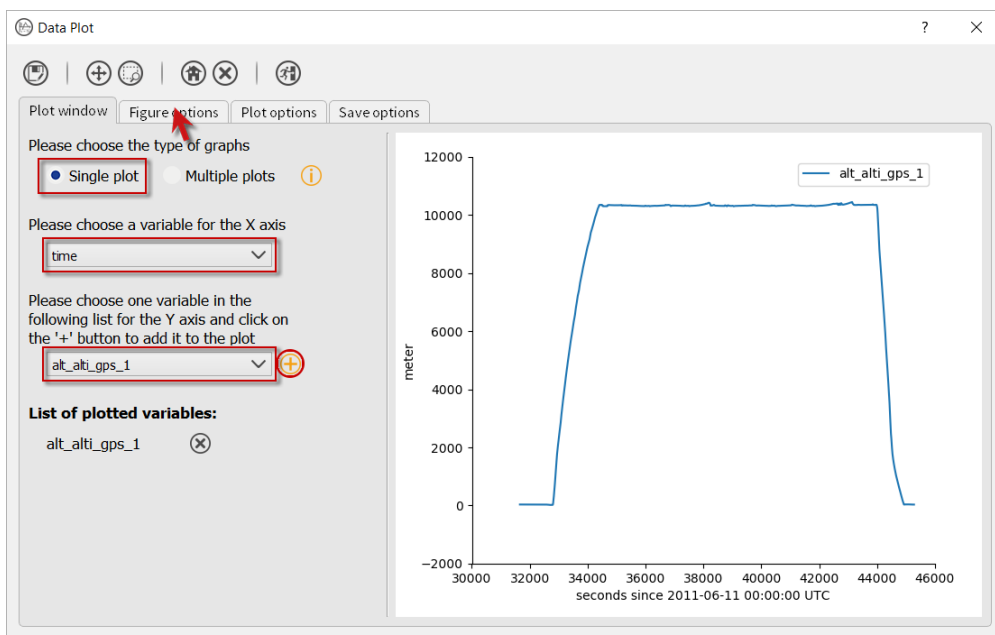 Data Plot
?
Plot window
Figure options
Plot options
Save options
Please choose the type of graphs
Single plot
Multiple plots
i
Please choose a variable for the X axis
time
Please choose one variable in the
following list for the Y axis and click on
the '+' button to add it to the plot
alt_alti_gps_1
List of plotted variables:
alt_alti_gps_1
alt_alti_gps_1
12000
10000
8000
6000
4000
2000
0
−2000
meter
30000 32000 34000 36000 38000 40000 42000 44000 46000
seconds since 2011-06-11 00:00:00 UTC